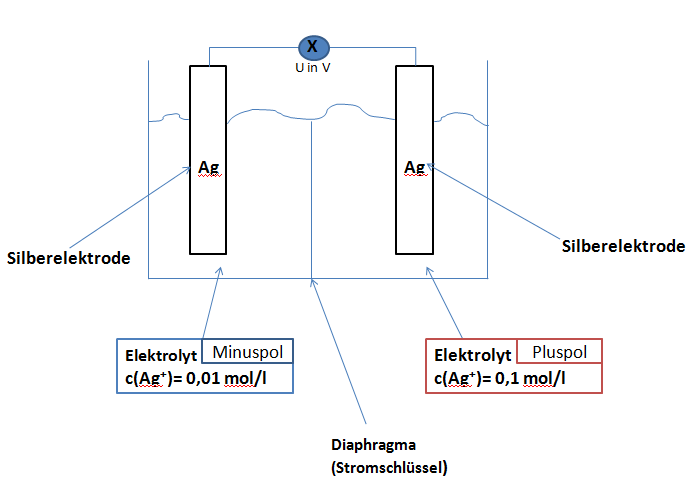 X
U in V
Ag
Ag
Silberelektrode
Silberelektrode
Elektrolyt Minuspol
c(Ag⁺)= 0,01 mol/l
Elektrolyt Pluspol
c(Ag⁺)= 0,1 mol/l
Diaphragma
(Stromschlüssel)